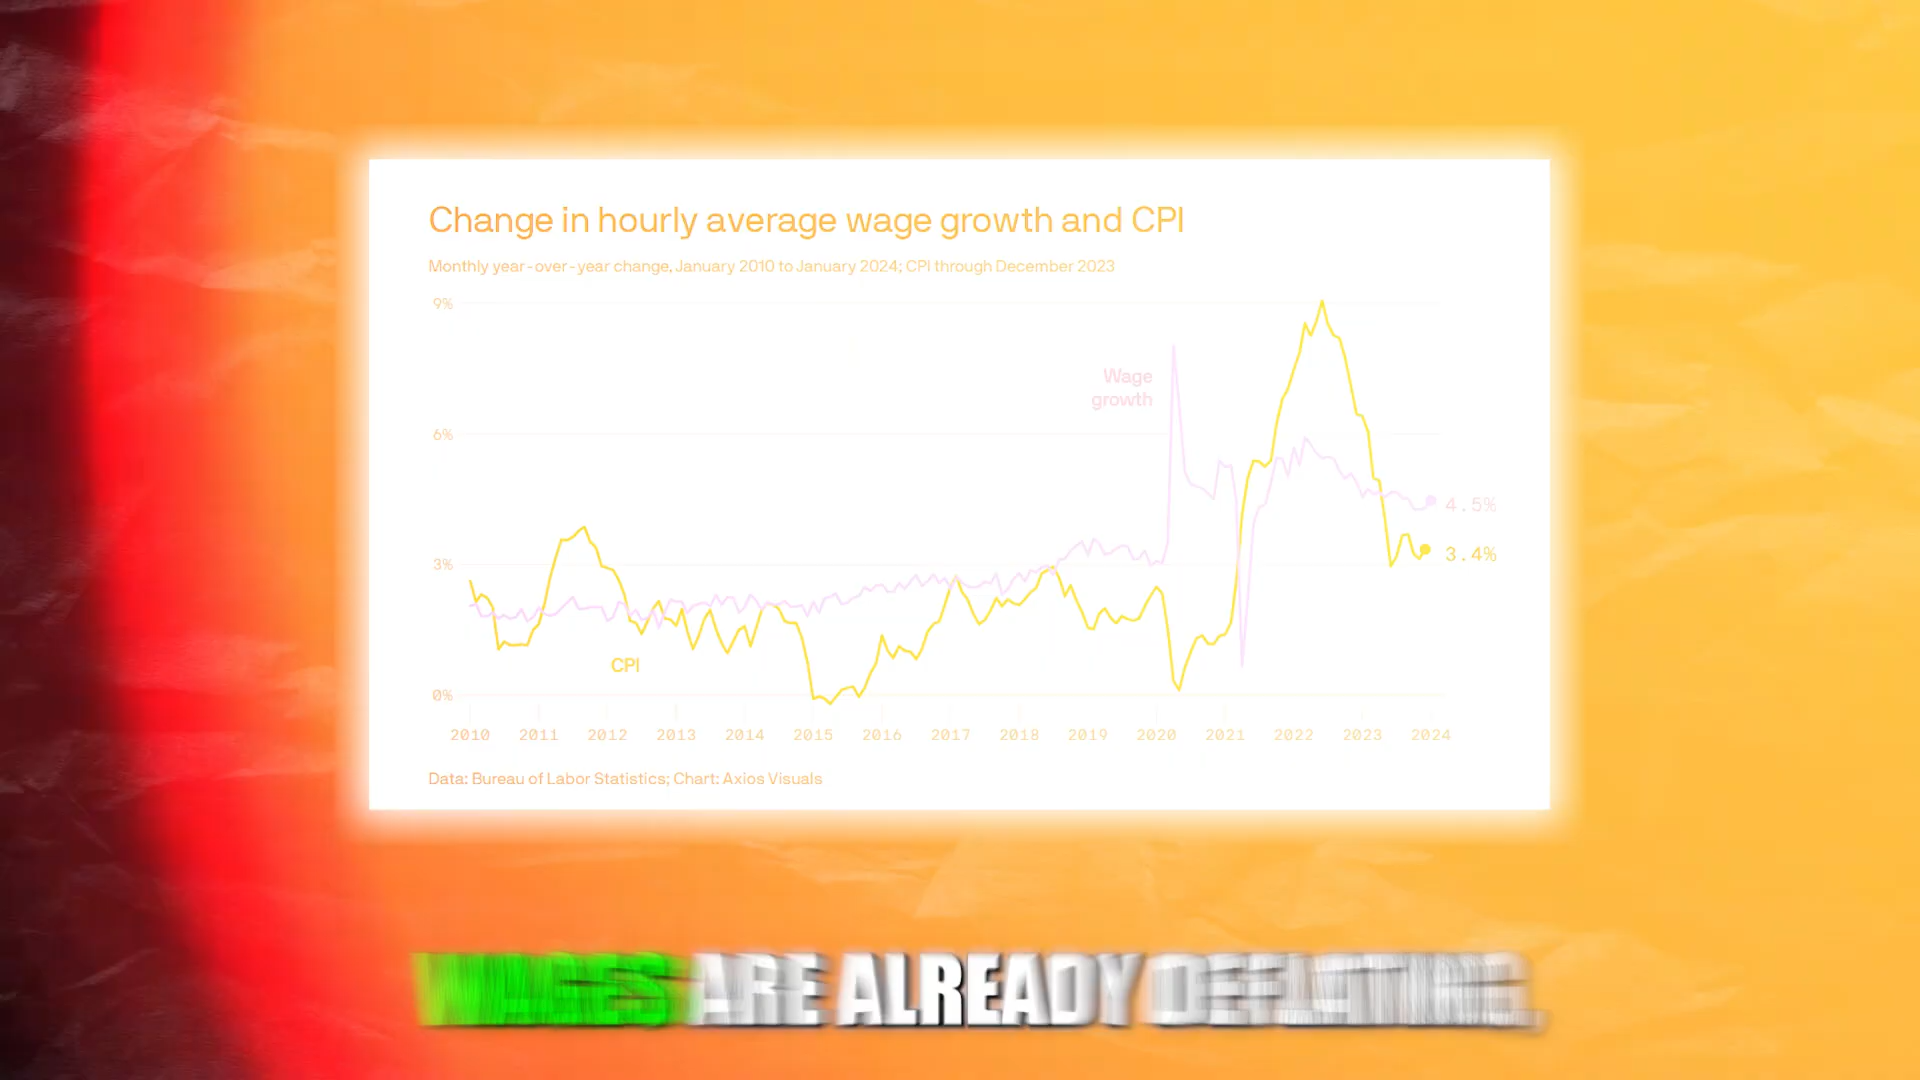 Change in hourly average wage growth and CPI
Monthly year-over-year change, January 2010 to January 2024; CPI through December 2023
9%
Wage
growth
6%
4.5%
3.4%
3%
CPI
0%
2010 2011 2012 2013 2014 2015 2016 2017 2018 2019 2020 2021 2022 2023 2024
Data: Bureau of Labor Statistics; Chart: Axios Visuals
WAGES ARE ALREADY DEFLATING.